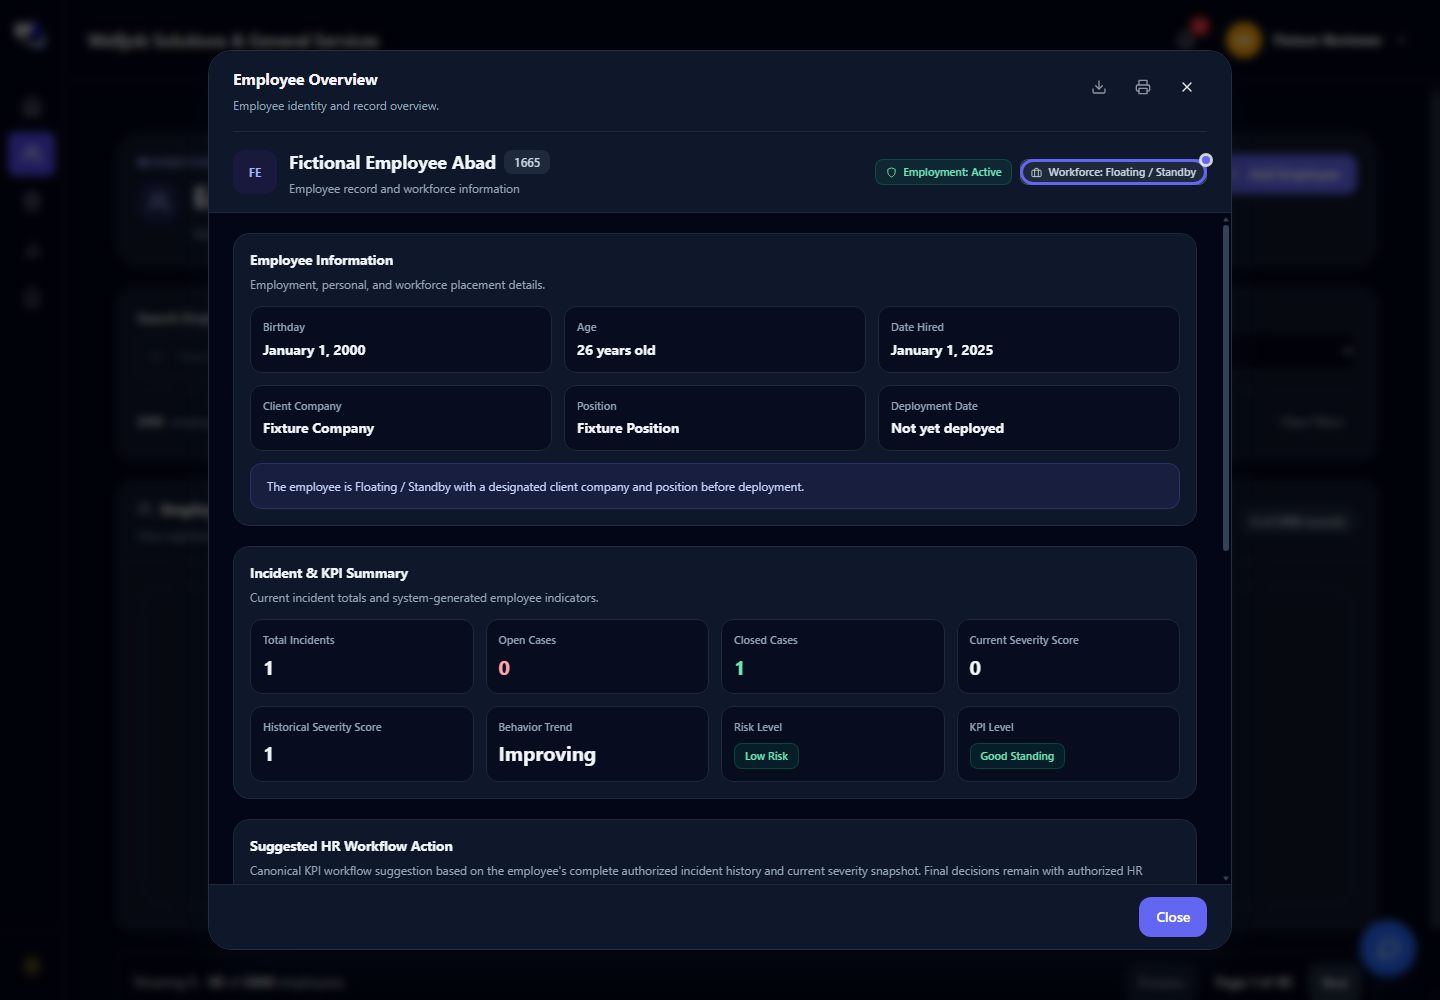 Employee Overview
Employee identity and record overview.
FE
Fictional Employee Abad
1665
Employee record and workforce information
Employment: Active
Workforce: Floating / Standby
Employee Information
Employment, personal, and workforce placement details.
Birthday
January 1, 2000
Age
26 years old
Date Hired
January 1, 2025
Client Company
Fixture Company
Position
Fixture Position
Deployment Date
Not yet deployed
The employee is Floating / Standby with a designated client company and position before deployment.
Incident & KPI Summary
Current incident totals and system-generated employee indicators.
Total Incidents
1
Open Cases
0
Closed Cases
1
Current Severity Score
0
Historical Severity Score
1
Behavior Trend
Improving
Risk Level
Low Risk
KPI Level
Good Standing
Suggested HR Workflow Action
Canonical KPI workflow suggestion based on the employee's complete authorized incident history and current severity snapshot. Final decisions remain with authorized HR
Close